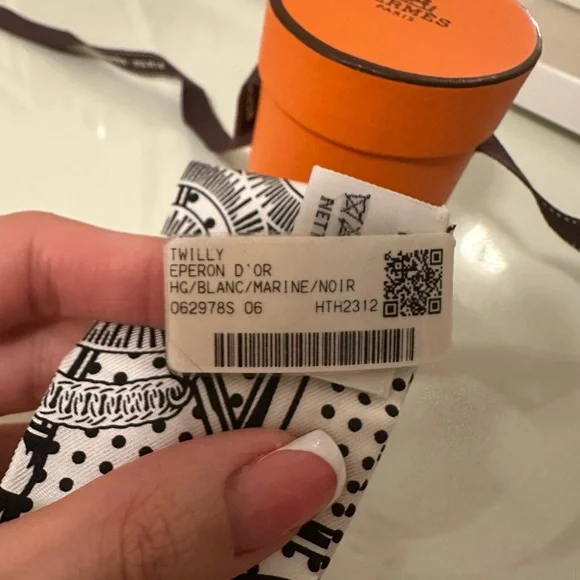 HERMÈS
PARIS
TWILLY
EPERON D'OR
HG/BLANC/MARINE/NOIR
062978S 06 HTH2312